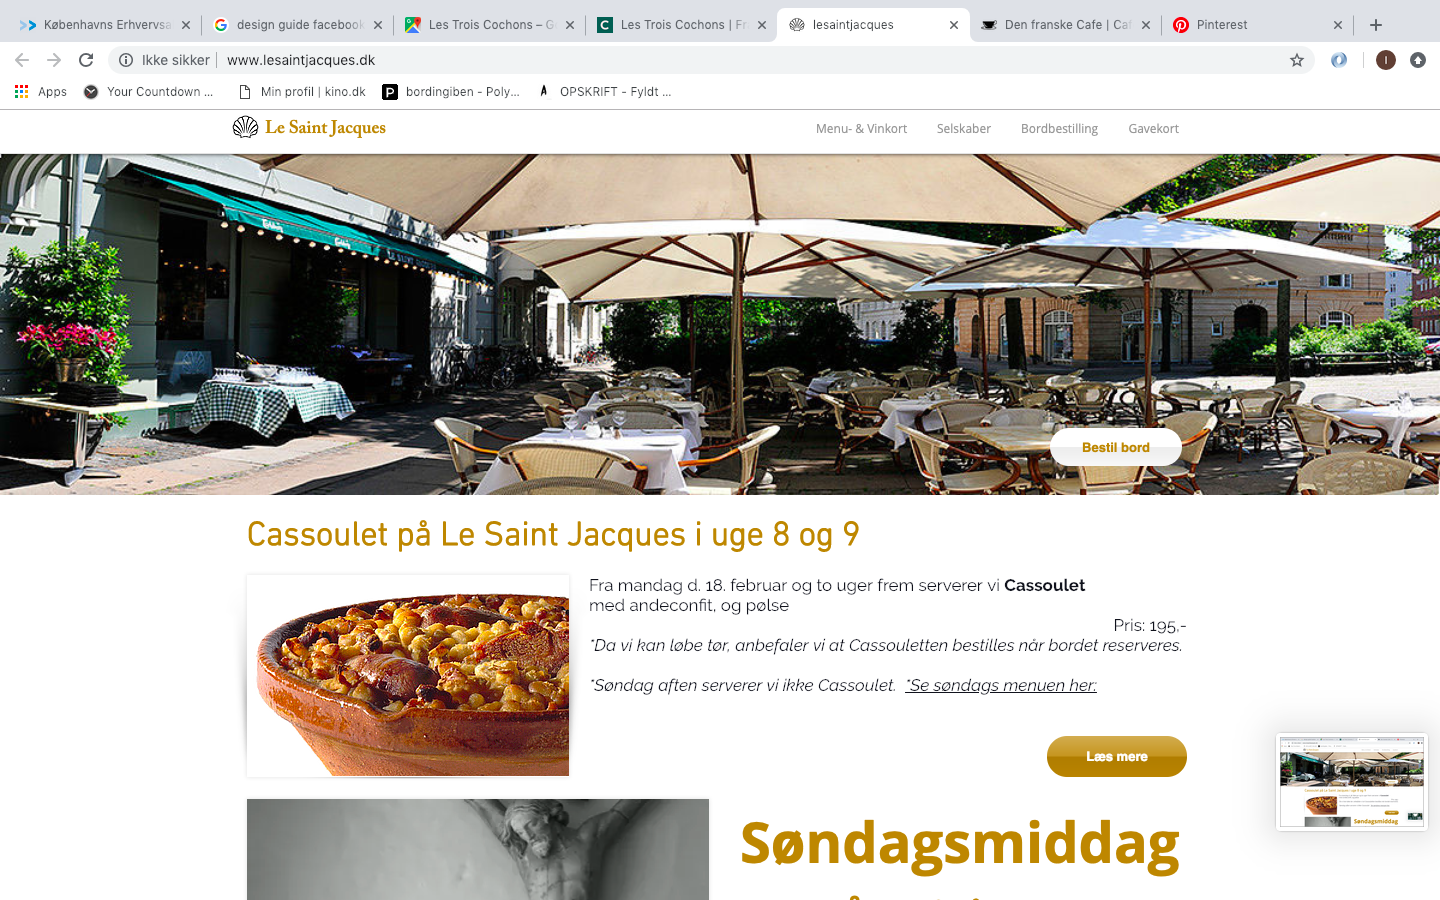 Københavns Erhvervsa
design guide facebook
Les Trois Cochons – G
Les Trois Cochons | Fr
lesaintjacques
Den franske Cafe | Caf
Pinterest
Ikke sikker
www.lesaintjacques.dk
I
Apps
Your Countdown ...
Min profil | kino.dk
bordingiben - Poly...
OPSKRIFT - Fyldt ...
Le Saint Jacques
Menu- & Vinkort
Selskaber
Bordbestilling
Gavekort
Bestil bord
Cassoulet på Le Saint Jacques i uge 8 og 9
Fra mandag d. 18. februar og to uger frem serverer vi Cassoulet
med andeconfit, og pølse
Pris: 195,-
*Da vi kan løbe tør, anbefaler vi at Cassouletten bestilles når bordet reserveres.
*Søndag aften serverer vi ikke Cassoulet. *Se søndags menuen her:
Læs mere
Søndagsmiddag